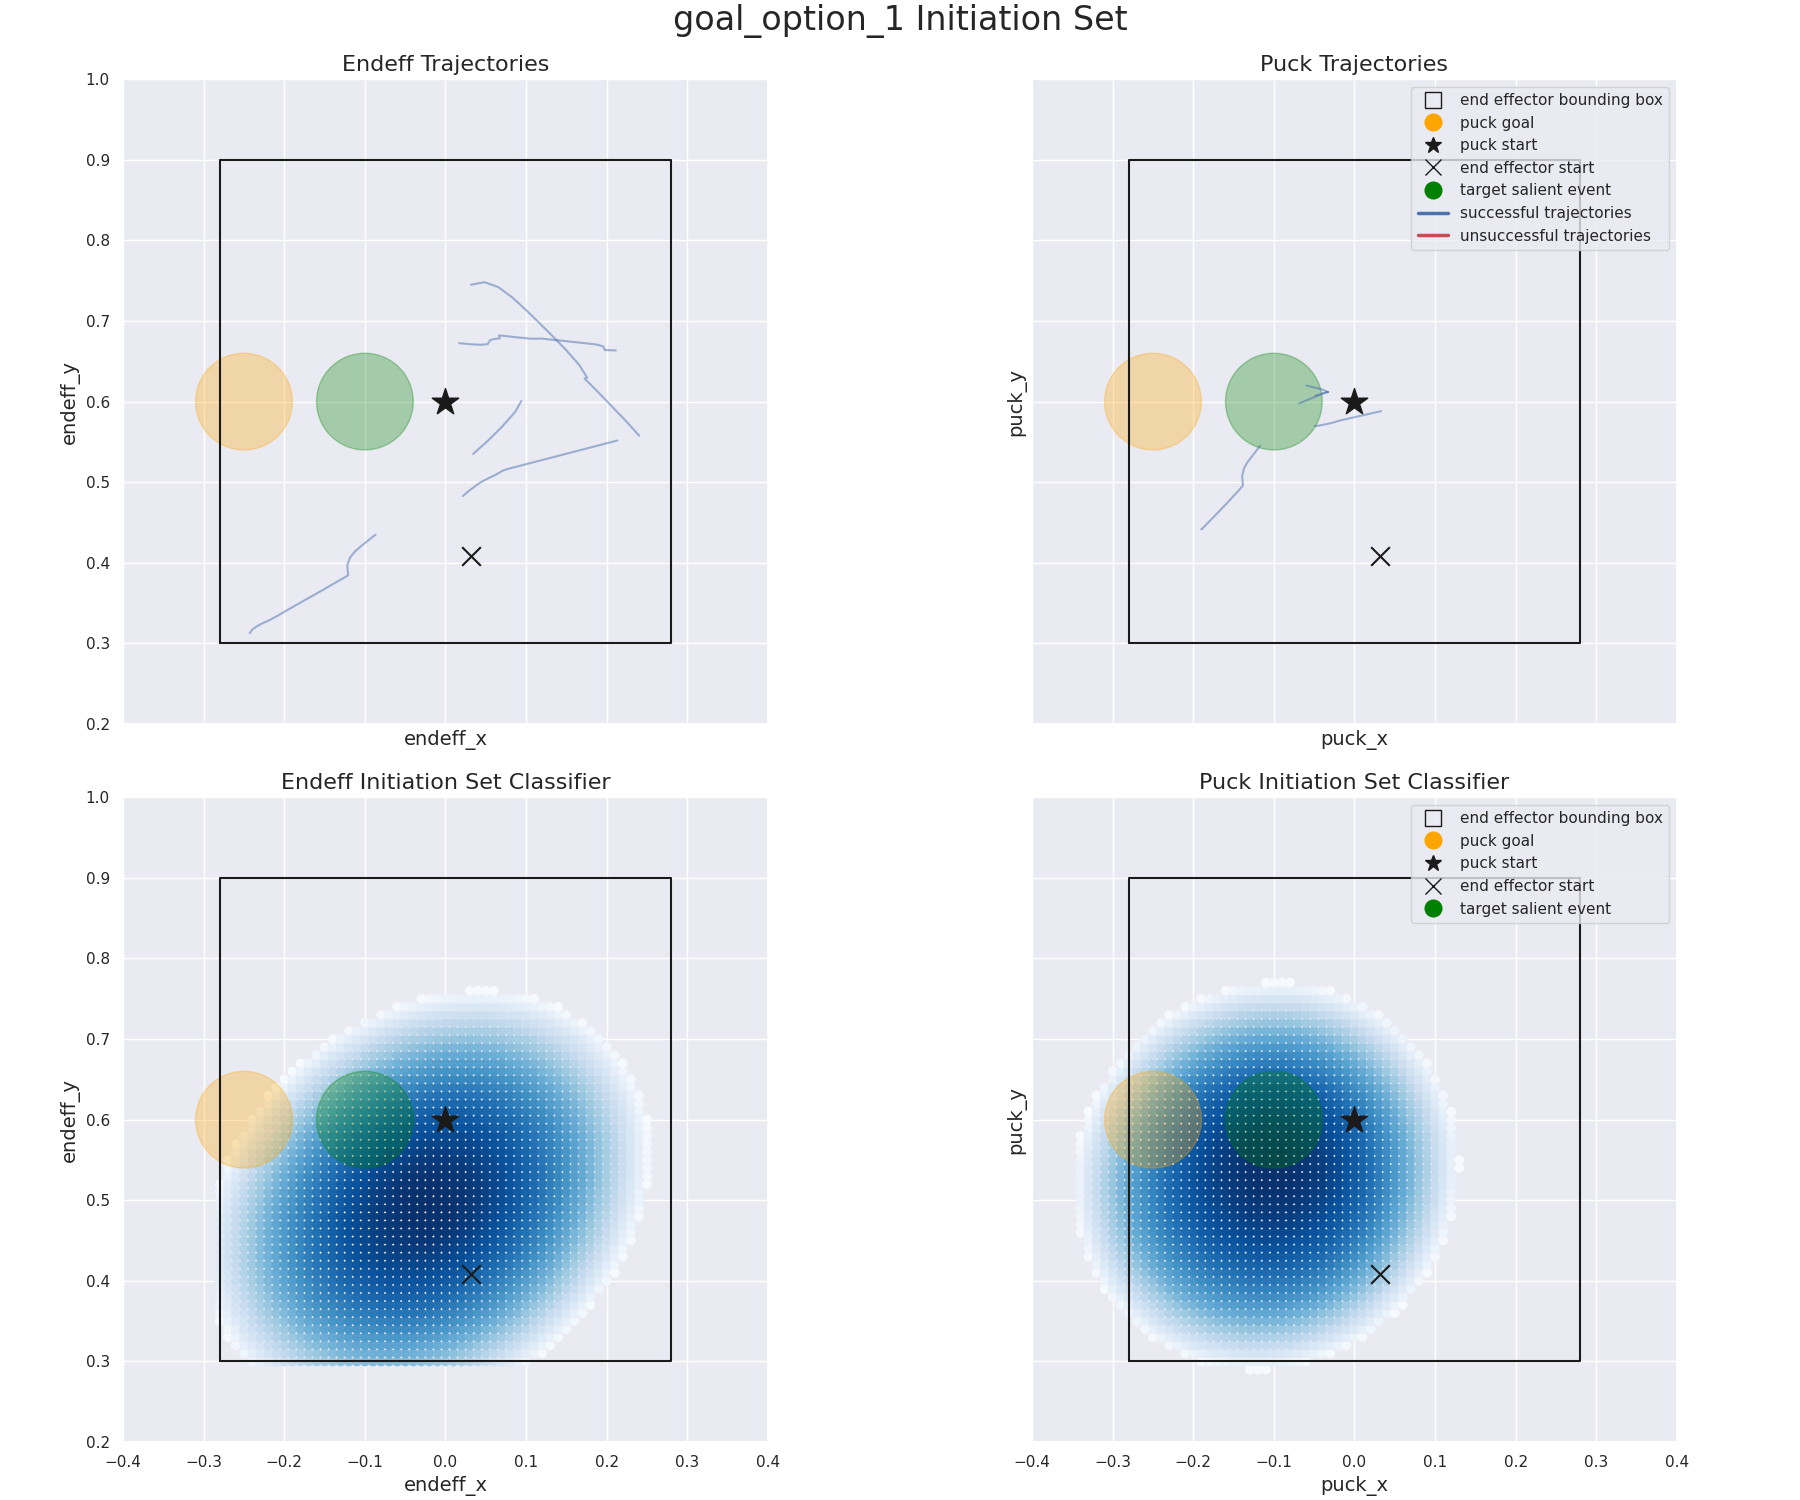 goal_option_1 Initiation Set
Endeff Trajectories
1.0
0.9
0.8
0.7
0.6
0.5
0.4
0.3
0.2
endeff_y
endeff_x
Puck Trajectories
end effector bounding box
puck goal
puck start
end effector start
target salient event
successful trajectories
unsuccessful trajectories
puck_y
puck_x
Endeff Initiation Set Classifier
1.0
0.9
0.8
0.7
0.6
0.5
0.4
0.3
0.2
endeff_y
−0.4 −0.3 −0.2 −0.1 0.0 0.1 0.2 0.3 0.4
endeff_x
Puck Initiation Set Classifier
end effector bounding box
puck goal
puck start
end effector start
target salient event
puck_y
−0.4 −0.3 −0.2 −0.1 0.0 0.1 0.2 0.3 0.4
puck_x